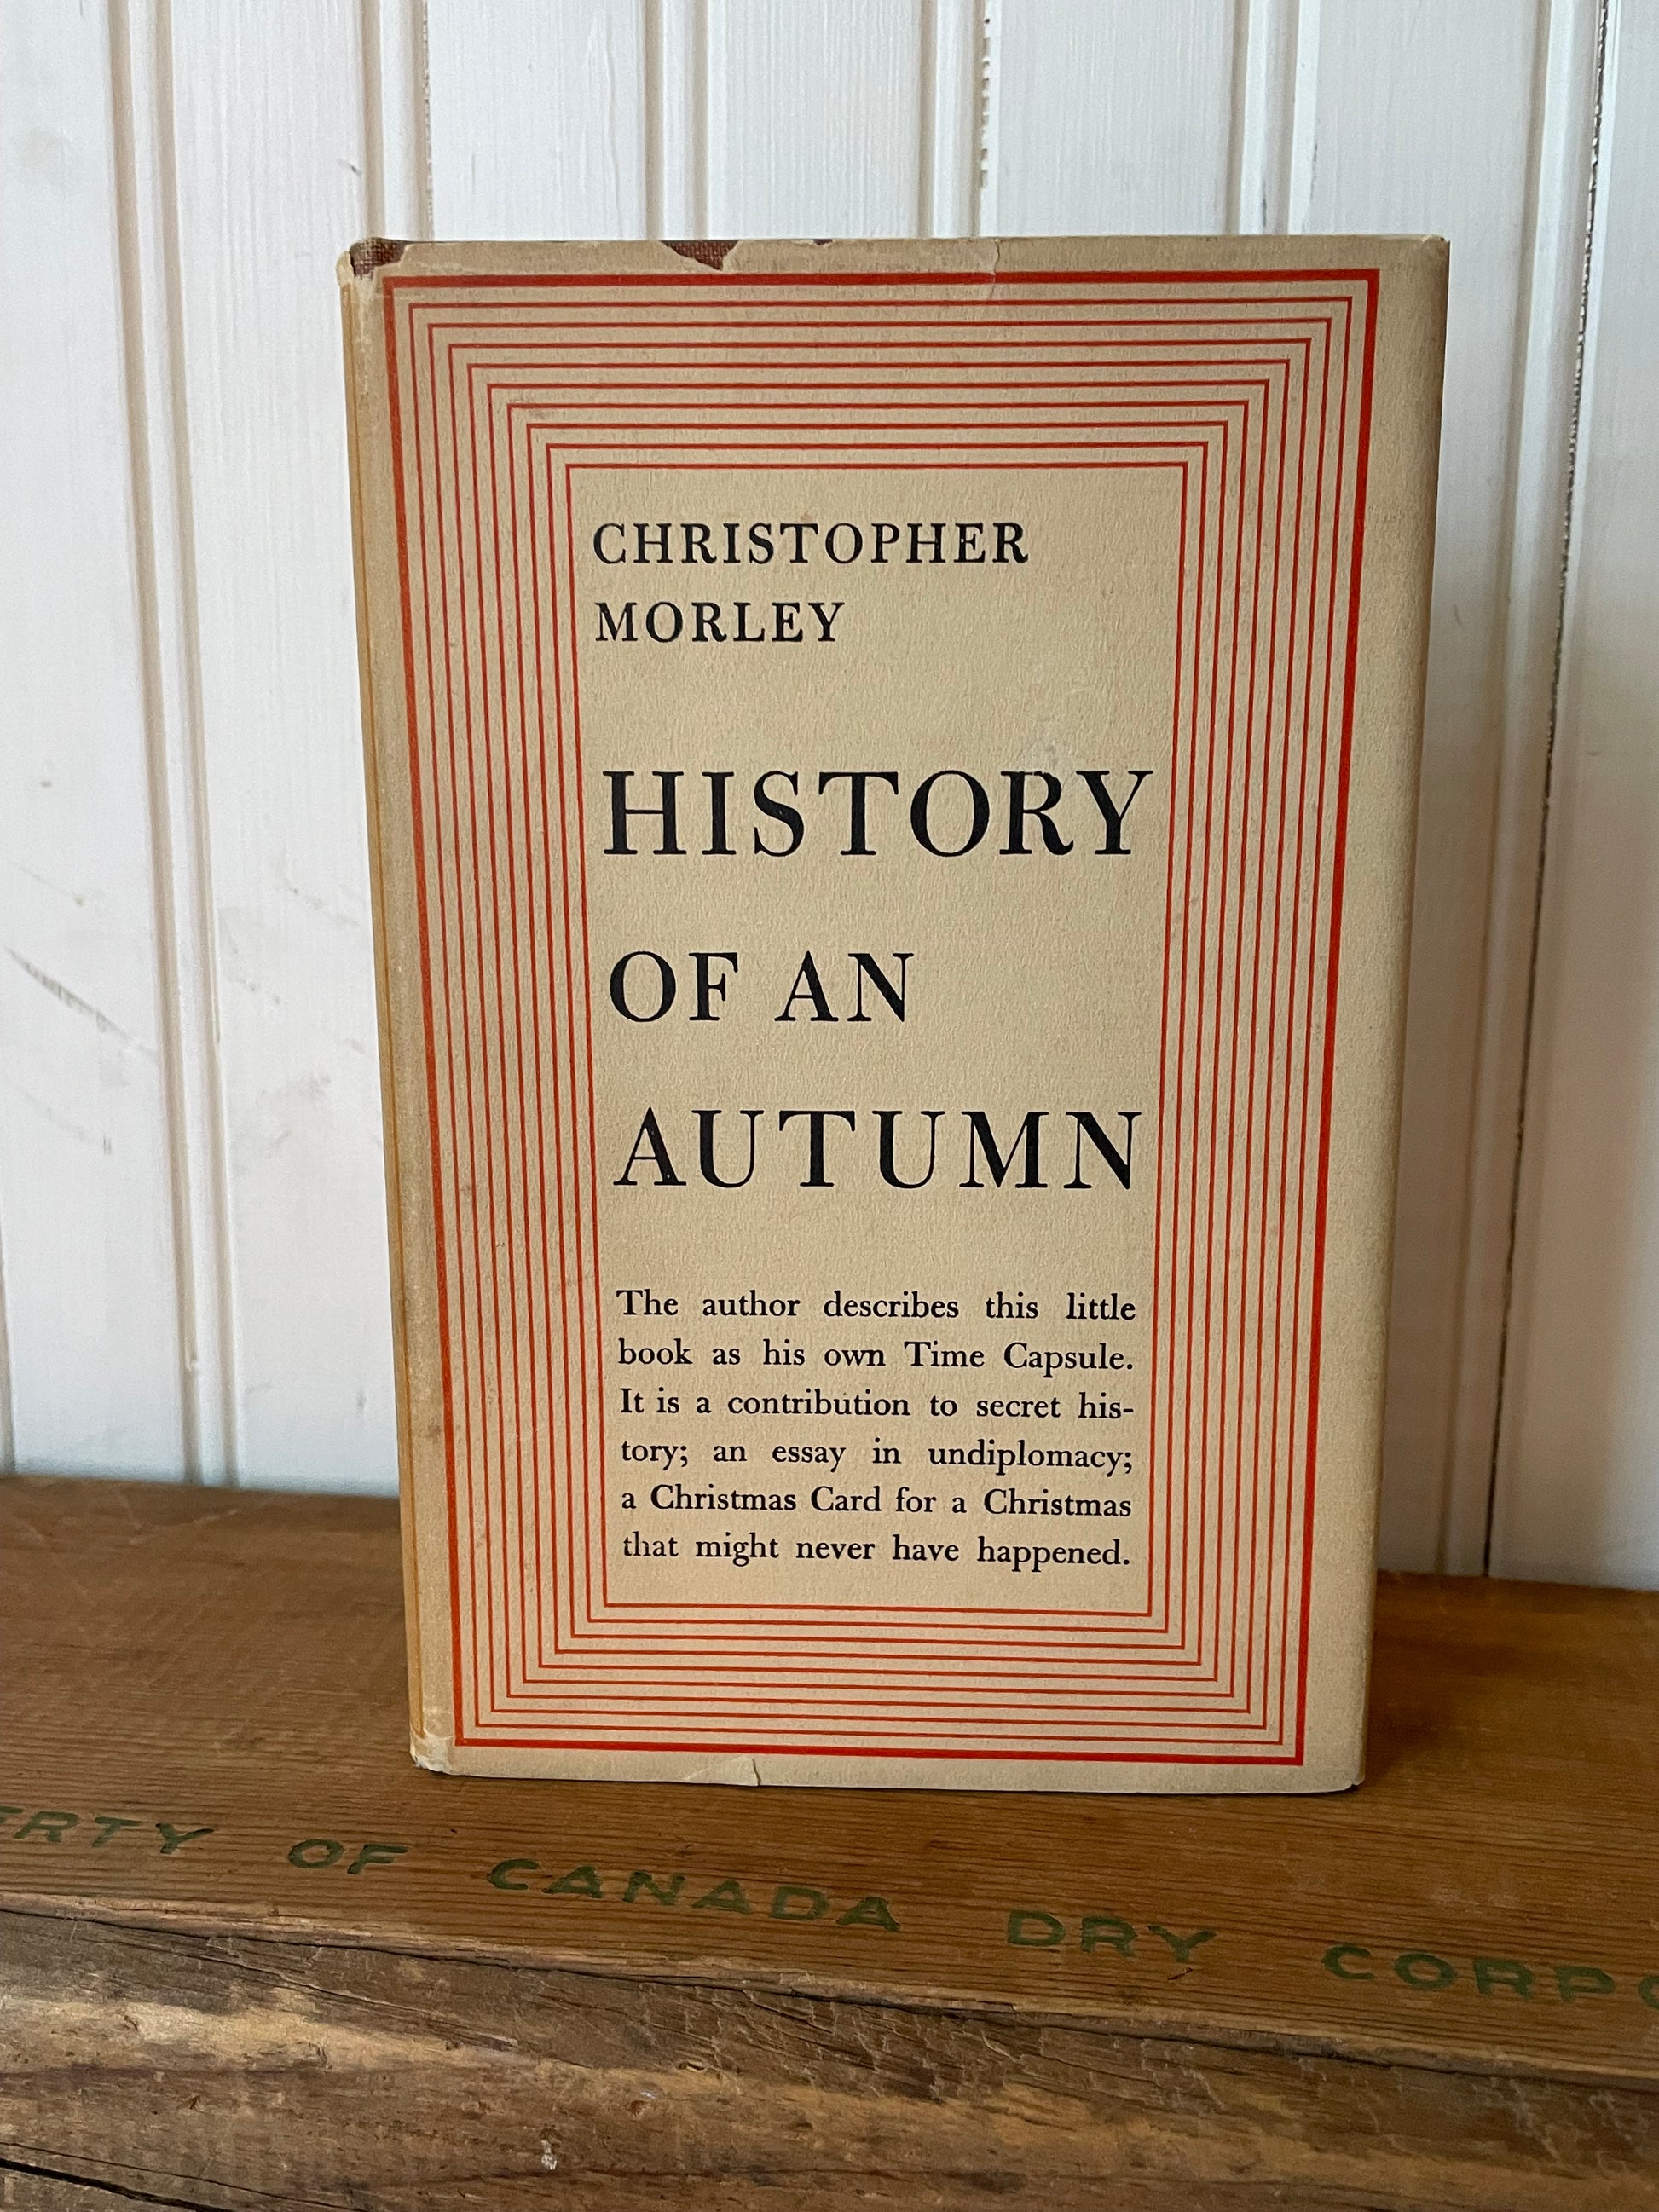 CHRISTOPHER
MORLEY
HISTORY
OF AN
AUTUMN
The author describes this little
book as his own Time Capsule.
It is a contribution to secret his-
tory; an essay in undiplomacy;
a Christmas Card for a Christmas
that might never have happened.
ERTY OF CANADA DRY CORPO